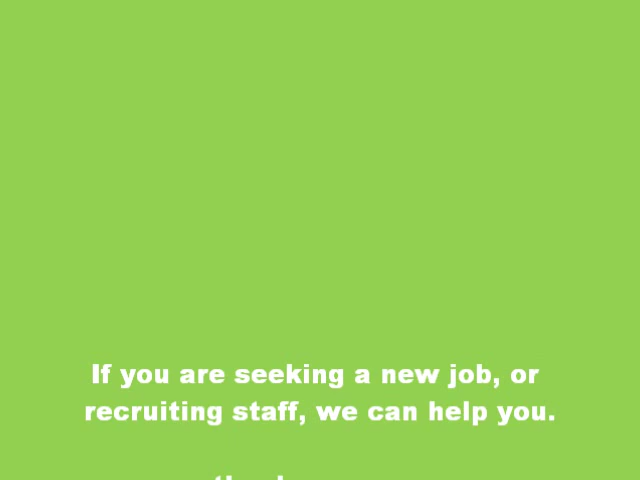 If you are seeking a new job, or
recruiting staff, we can help you.